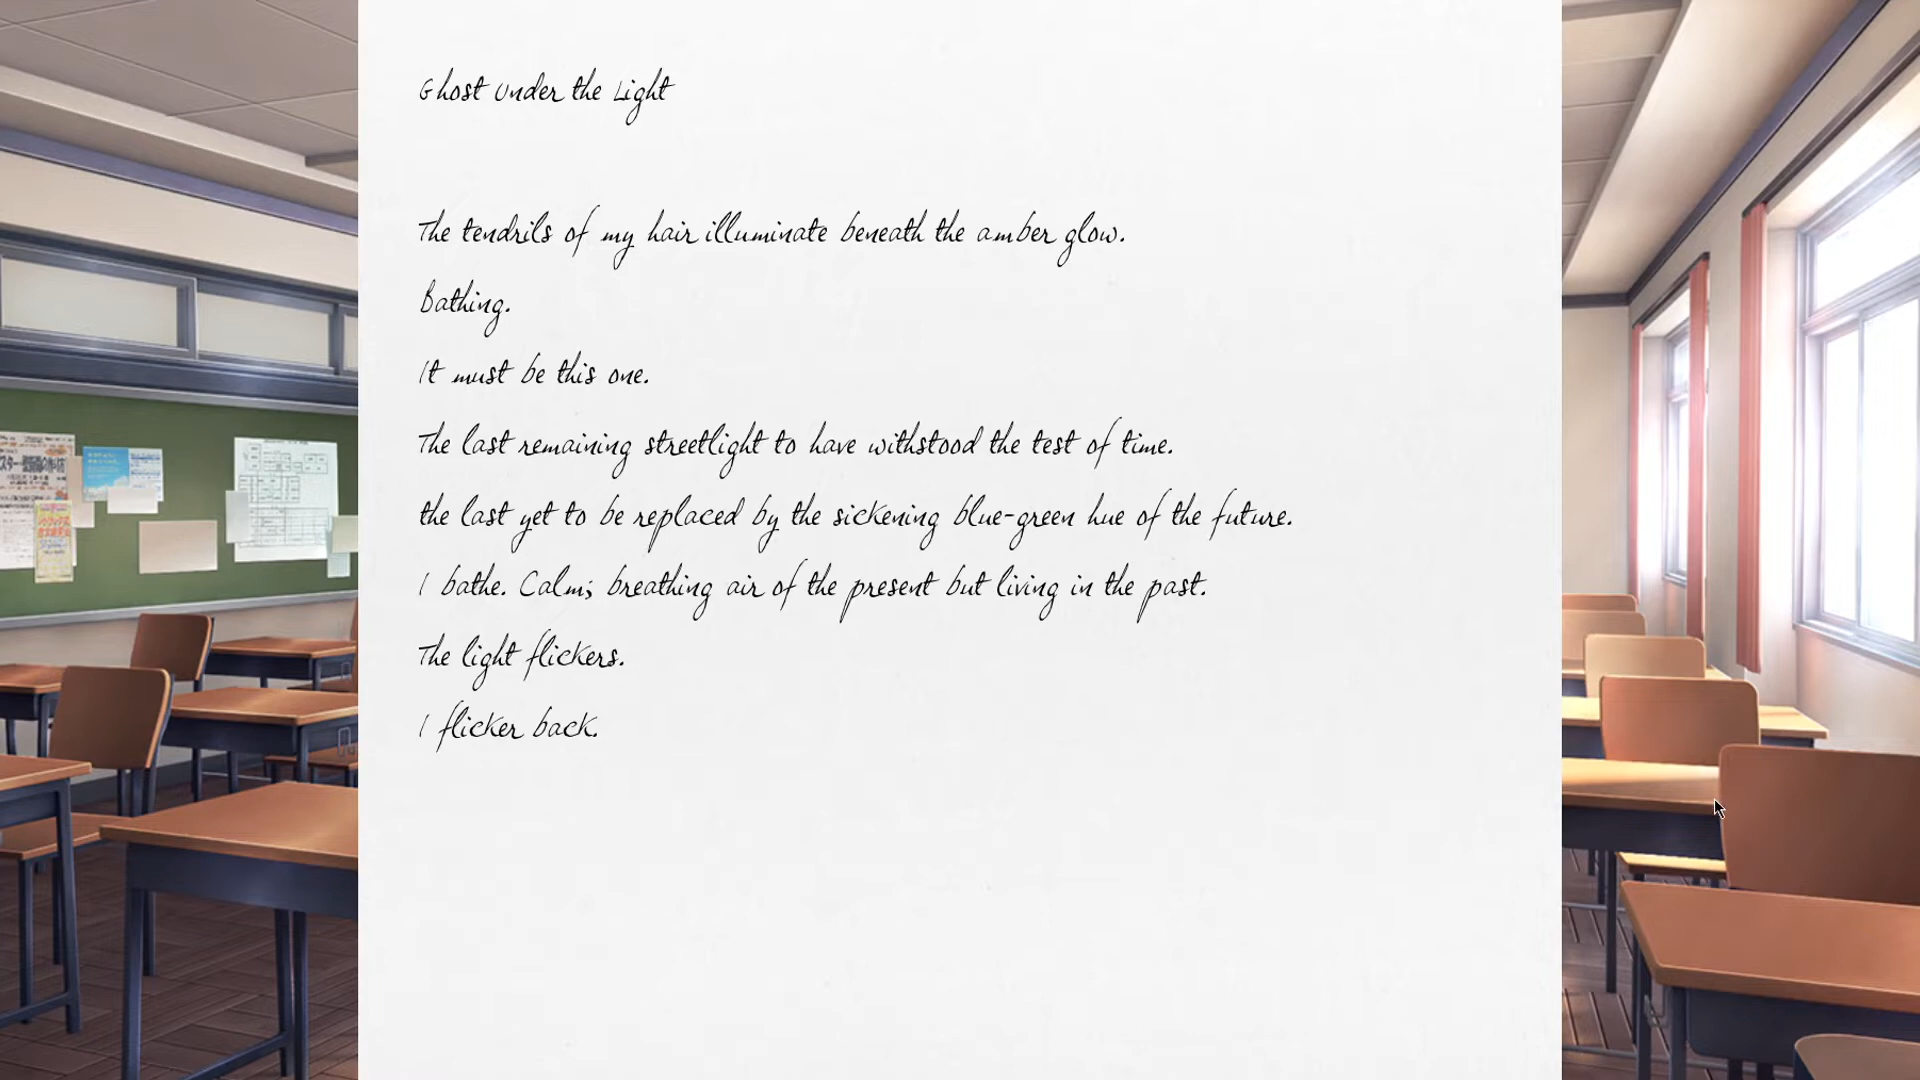 Ghost Under the Light
The tendrils of my hair illuminate beneath the amber glow.
Bathing.
It must be this one.
The last remaining streetlight to have withstood the test of time.
the last yet to be replaced by the sickening blue-green hue of the future.
I bathe. Calm; breathing air of the present but living in the past.
The light flickers.
I flicker back.